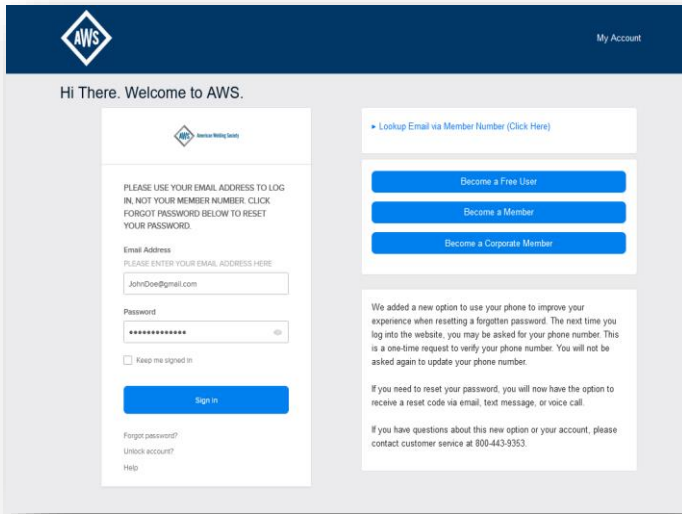 AWS
My Account
Hi There. Welcome to AWS.
AWS American Welding Society
PLEASE USE YOUR EMAIL ADDRESS TO LOG
IN, NOT YOUR MEMBER NUMBER. CLICK
FORGOT PASSWORD BELOW TO RESET
YOUR PASSWORD.
Email Address
PLEASE ENTER YOUR EMAIL ADDRESS HERE
JohnDoe@gmail.com
Password
•••••••••••••
Keep me signed in
Sign in
Forgot password?
Unlock account?
Help
▸ Lookup Email via Member Number (Click Here)
Become a Free User
Become a Member
Become a Corporate Member
We added a new option to use your phone to improve your
experience when resetting a forgotten password. The next time you
log into the website, you may be asked for your phone number. This
is a one-time request to verify your phone number. You will not be
asked again to update your phone number.
If you need to reset your password, you will now have the option to
receive a reset code via email, text message, or voice call.
If you have questions about this new option or your account, please
contact customer service at 800-443-9353.